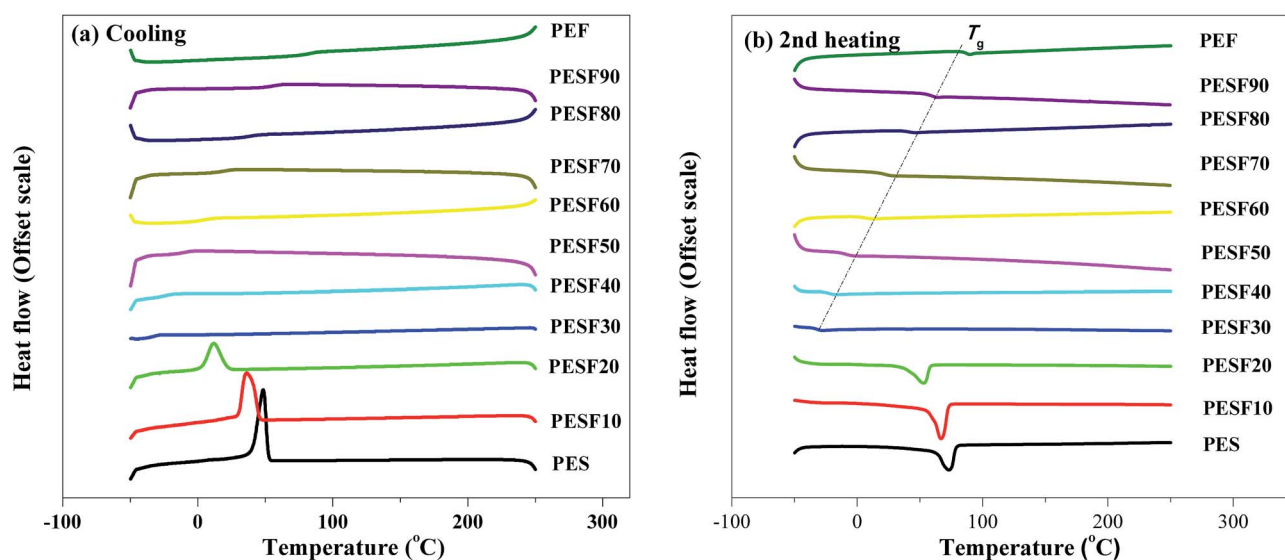 (a) Cooling
PEF
PESF90
PESF80
PESF70
PESF60
PESF50
PESF40
PESF30
PESF20
PESF10
PES
Heat flow (Offset scale)
-100 0 100 200 300
Temperature (°C)
(b) 2nd heating
Tg
PEF
PESF90
PESF80
PESF70
PESF60
PESF50
PESF40
PESF30
PESF20
PESF10
PES
Heat flow (Offset scale)
-100 0 100 200 300
Temperature (°C)